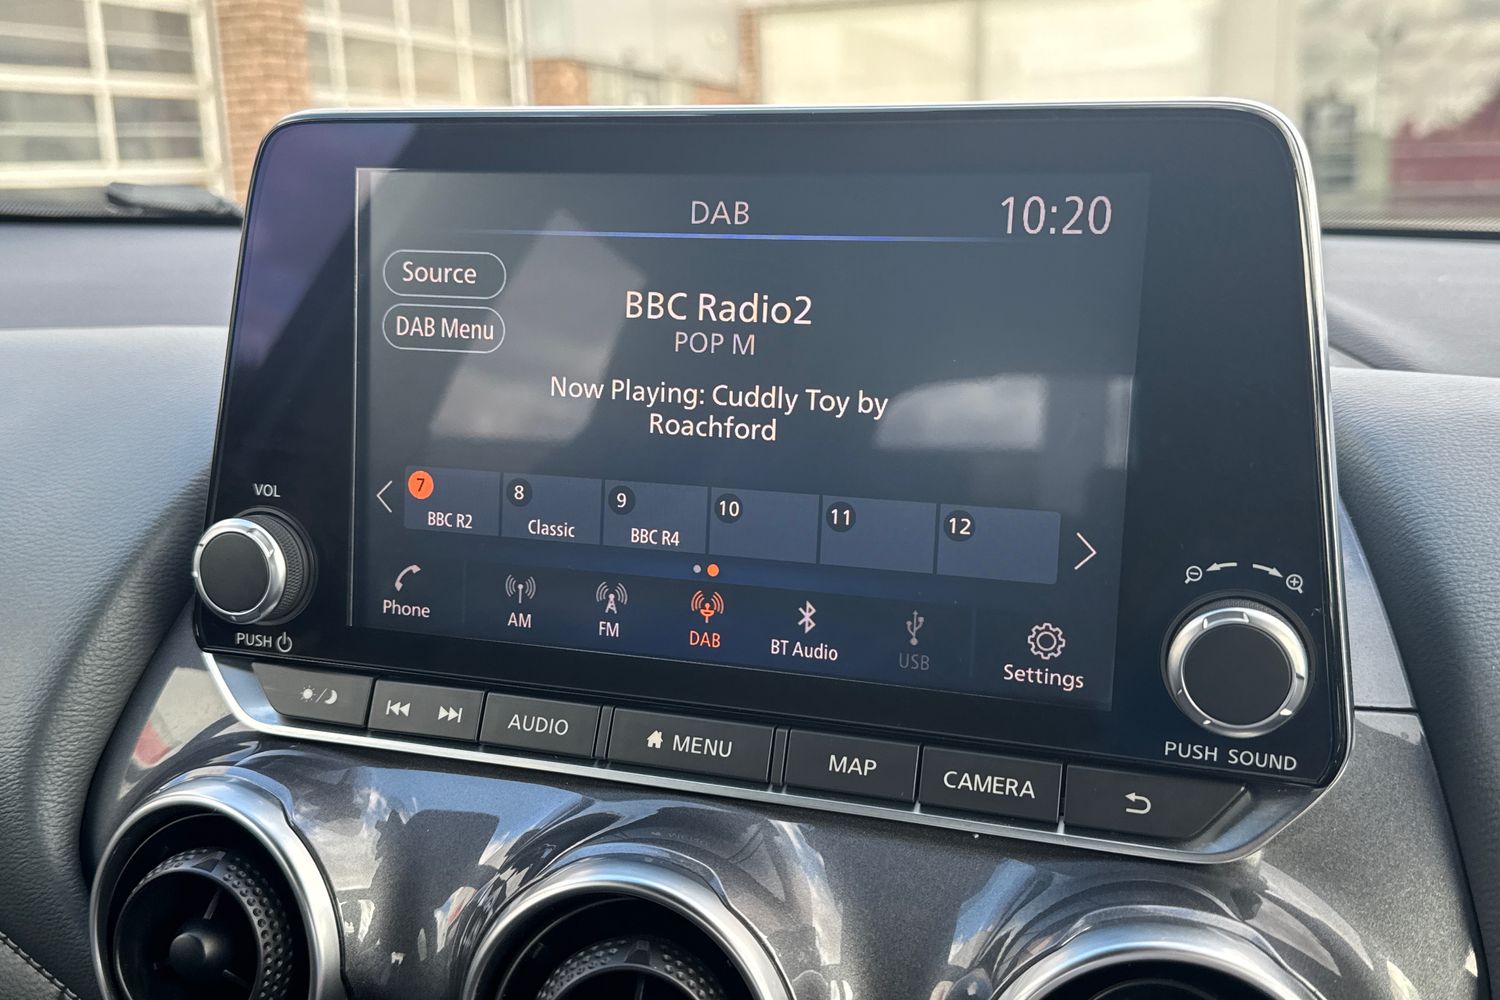 DAB
10:20
Source
DAB Menu
BBC Radio2
POP M
Now Playing: Cuddly Toy by
Roachford
7
BBC R2
8
Classic
9
BBC R4
10
11
12
Phone
AM
FM
DAB
BT Audio
USB
Settings
VOL
PUSH
PUSH SOUND
AUDIO
MENU
MAP
CAMERA